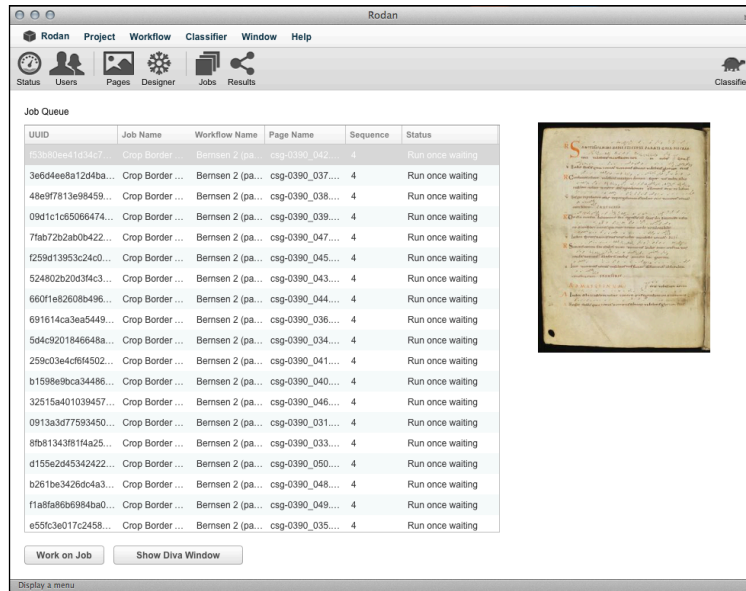 Rodan
Rodan Project Workflow Classifier Window Help
Status Users Pages Designer Jobs Results Classifie
Job Queue
UUID Job Name Workflow Name Page Name Sequence Status
f53b80ee41d34c7... Crop Border ... Bernsen 2 (pa... csg-0390_042.... 4 Run once waiting
3e6d4ee8a12d4ba... Crop Border ... Bernsen 2 (pa... csg-0390_037.... 4 Run once waiting
48e9f7813e98459... Crop Border ... Bernsen 2 (pa... csg-0390_038.... 4 Run once waiting
09d1c1c65066474... Crop Border ... Bernsen 2 (pa... csg-0390_039.... 4 Run once waiting
7fab72b2ab0b422... Crop Border ... Bernsen 2 (pa... csg-0390_047.... 4 Run once waiting
f259d13953c24c0... Crop Border ... Bernsen 2 (pa... csg-0390_045.... 4 Run once waiting
524802b20d3f4c3... Crop Border ... Bernsen 2 (pa... csg-0390_043.... 4 Run once waiting
660f1e82608b496... Crop Border ... Bernsen 2 (pa... csg-0390_044.... 4 Run once waiting
691614ca3ea5449... Crop Border ... Bernsen 2 (pa... csg-0390_036.... 4 Run once waiting
5d4c9201846648a... Crop Border ... Bernsen 2 (pa... csg-0390_034.... 4 Run once waiting
259c03e4cf6f4502... Crop Border ... Bernsen 2 (pa... csg-0390_041.... 4 Run once waiting
b1598e9bca34486... Crop Border ... Bernsen 2 (pa... csg-0390_040.... 4 Run once waiting
32515a401039457... Crop Border ... Bernsen 2 (pa... csg-0390_046.... 4 Run once waiting
0913a3d77593450... Crop Border ... Bernsen 2 (pa... csg-0390_031.... 4 Run once waiting
8fb81343f81f4a25... Crop Border ... Bernsen 2 (pa... csg-0390_033.... 4 Run once waiting
d155e2d45342422... Crop Border ... Bernsen 2 (pa... csg-0390_050.... 4 Run once waiting
b261be3426dc4a3... Crop Border ... Bernsen 2 (pa... csg-0390_048.... 4 Run once waiting
f1a8fa86b6984ba0... Crop Border ... Bernsen 2 (pa... csg-0390_049.... 4 Run once waiting
e55fc3e017c2458... Crop Border ... Bernsen 2 (pa... csg-0390_035.... 4 Run once waiting
Work on Job Show Diva Window
Display a menu